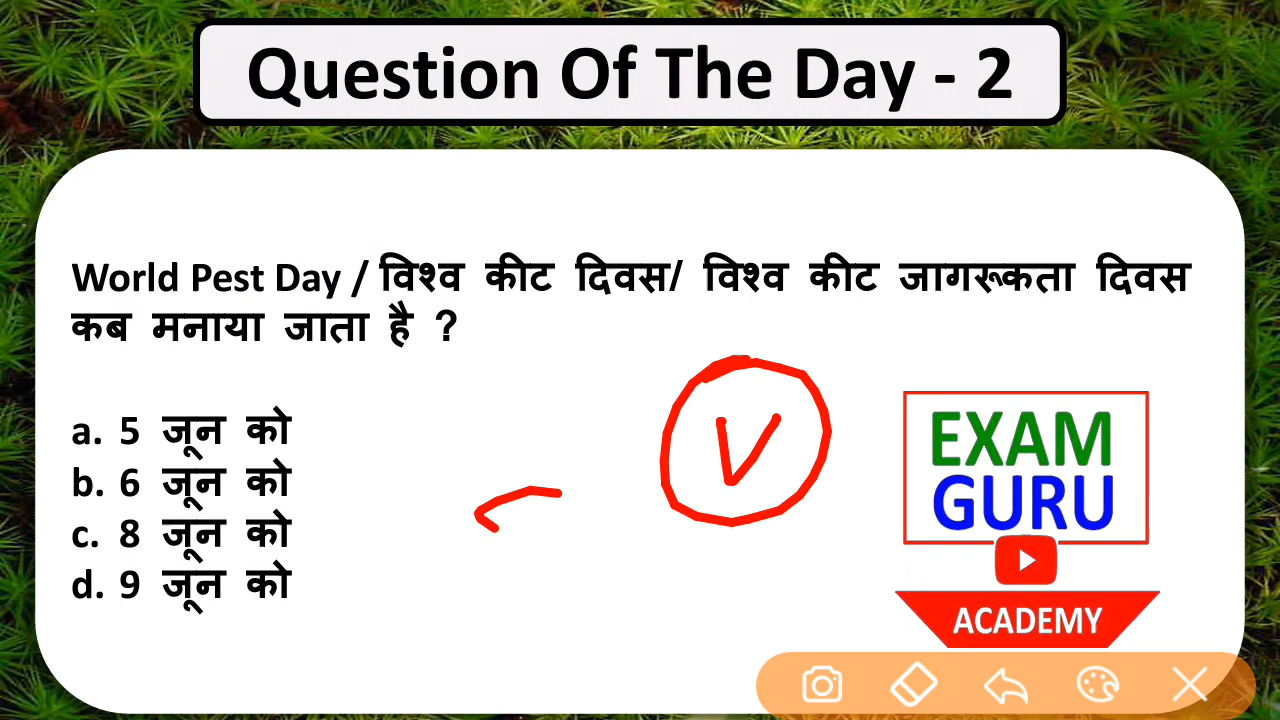 Question Of The Day - 2
World Pest Day / विश्व कीट दिवस/ विश्व कीट जागरूकता दिवस
कब मनाया जाता है ?
a. 5 जून को
b. 6 जून को
c. 8 जून को
d. 9 जून को
V
EXAM
GURU
ACADEMY